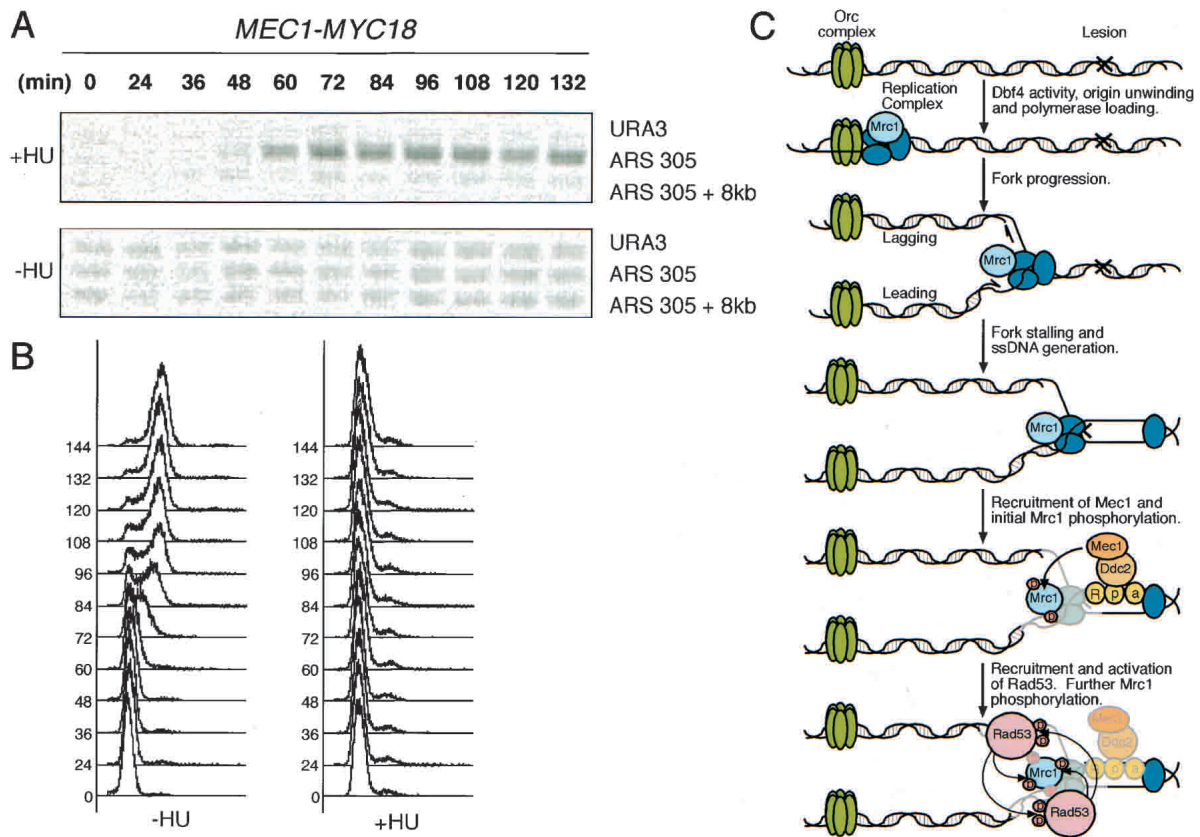 A
MEC1-MYC18
(min) 0 24 36 48 60 72 84 96 108 120 132
+HU
URA3
ARS 305
ARS 305 + 8kb
-HU
URA3
ARS 305
ARS 305 + 8kb
B
144
132
120
108
96
84
72
60
48
36
24
0
-HU
144
132
120
108
96
84
72
60
48
36
24
0
+HU
C
Orc
complex
Lesion
Replication
Complex
Dbf4 activity, origin unwinding
and polymerase loading.
Mrc1
Fork progression.
Lagging
Mrc1
Leading
Fork stalling and
ssDNA generation.
Mrc1
Recruitment of Mec1 and
initial Mrc1 phosphorylation.
Mec1
Ddc2
R p a
P
Mrc1
P
Recruitment and activation
of Rad53. Further Mrc1
phosphorylation.
Mec1
Ddc2
R p a
Rad53
P
P
P
Mrc1
P
P
P
Rad53